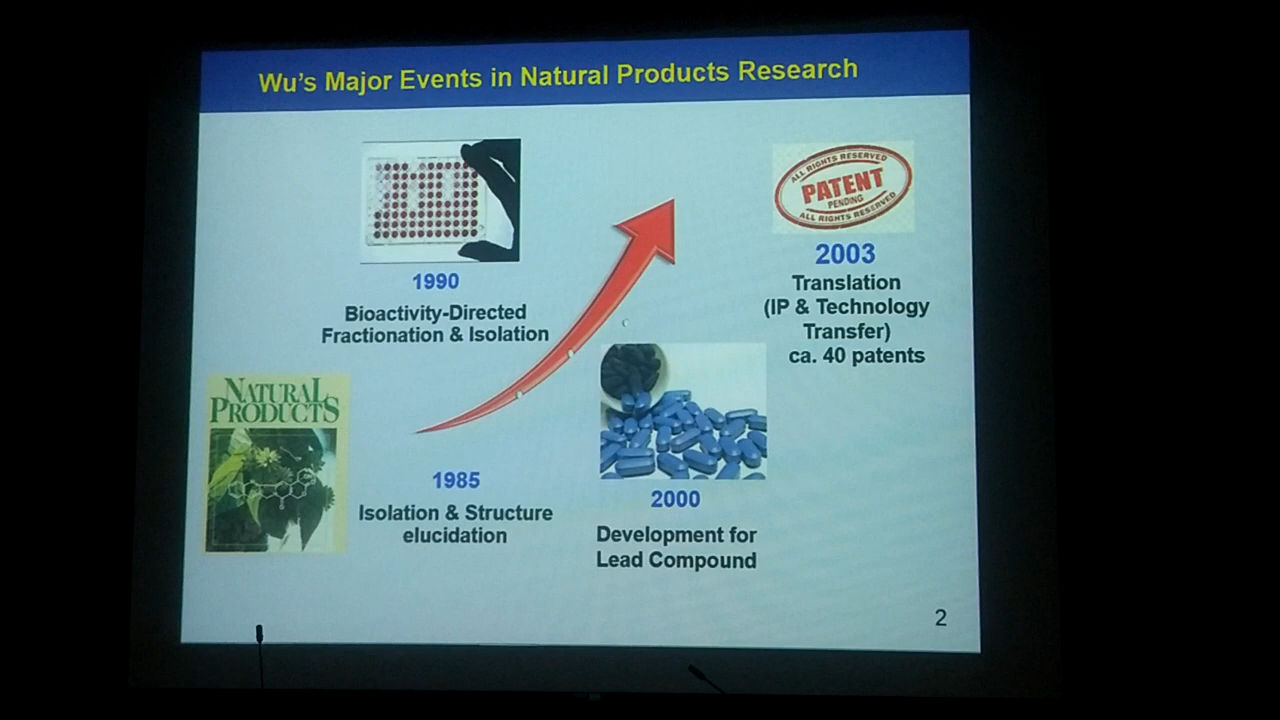 Wu's Major Events in Natural Products Research
ALL RIGHTS RESERVED
PATENT
PENDING
ALL RIGHTS RESERVED
1990
Bioactivity-Directed
Fractionation & Isolation
2003
Translation
(IP & Technology
Transfer)
ca. 40 patents
NATURAL
PRODUCTS
1985
Isolation & Structure
elucidation
2000
Development for
Lead Compound
2